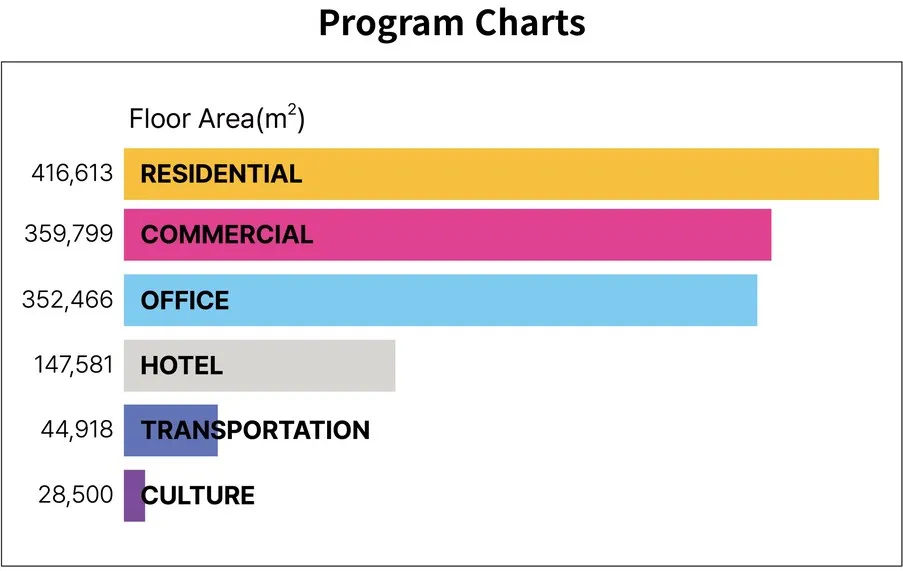 Program Charts
Floor Area(m²)
416,613 RESIDENTIAL
359,799 COMMERCIAL
352,466 OFFICE
147,581 HOTEL
44,918 TRANSPORTATION
28,500 CULTURE